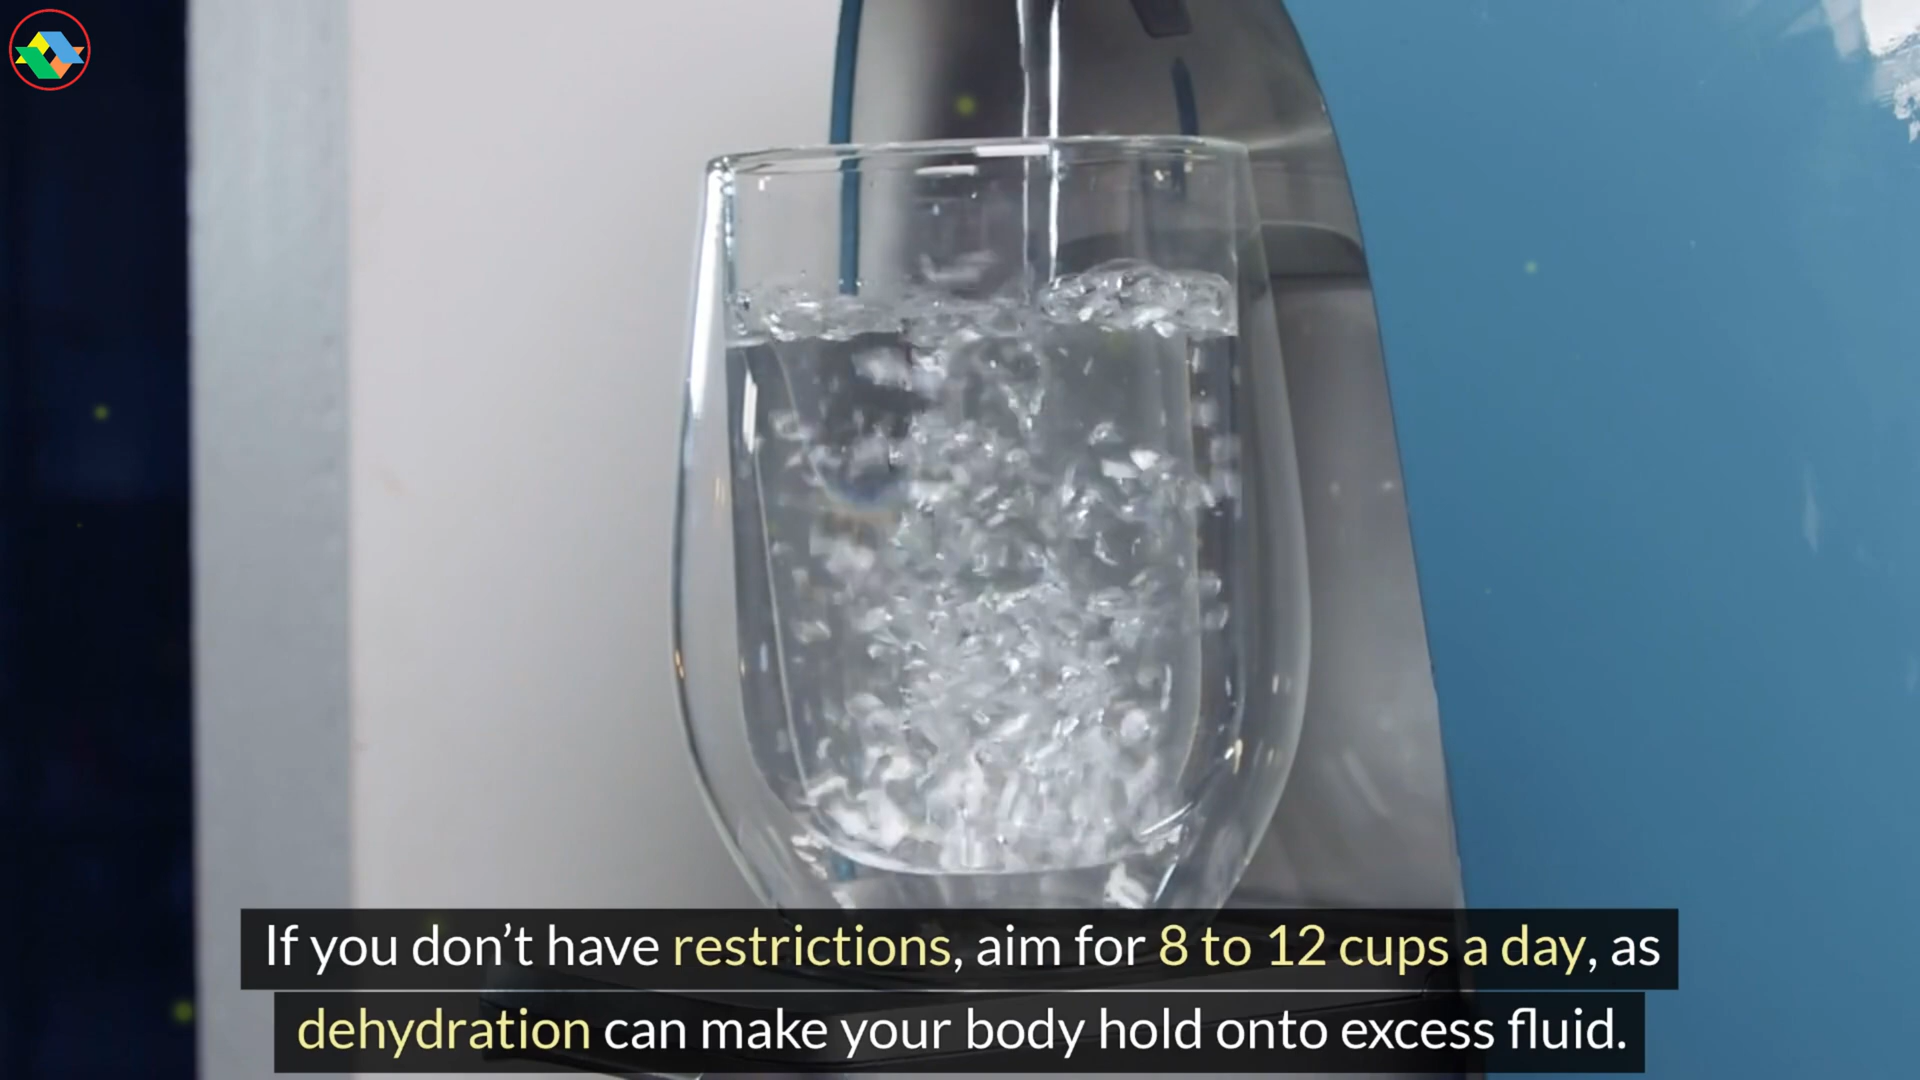 If you don’t have restrictions, aim for 8 to 12 cups a day, as
dehydration can make your body hold onto excess fluid.